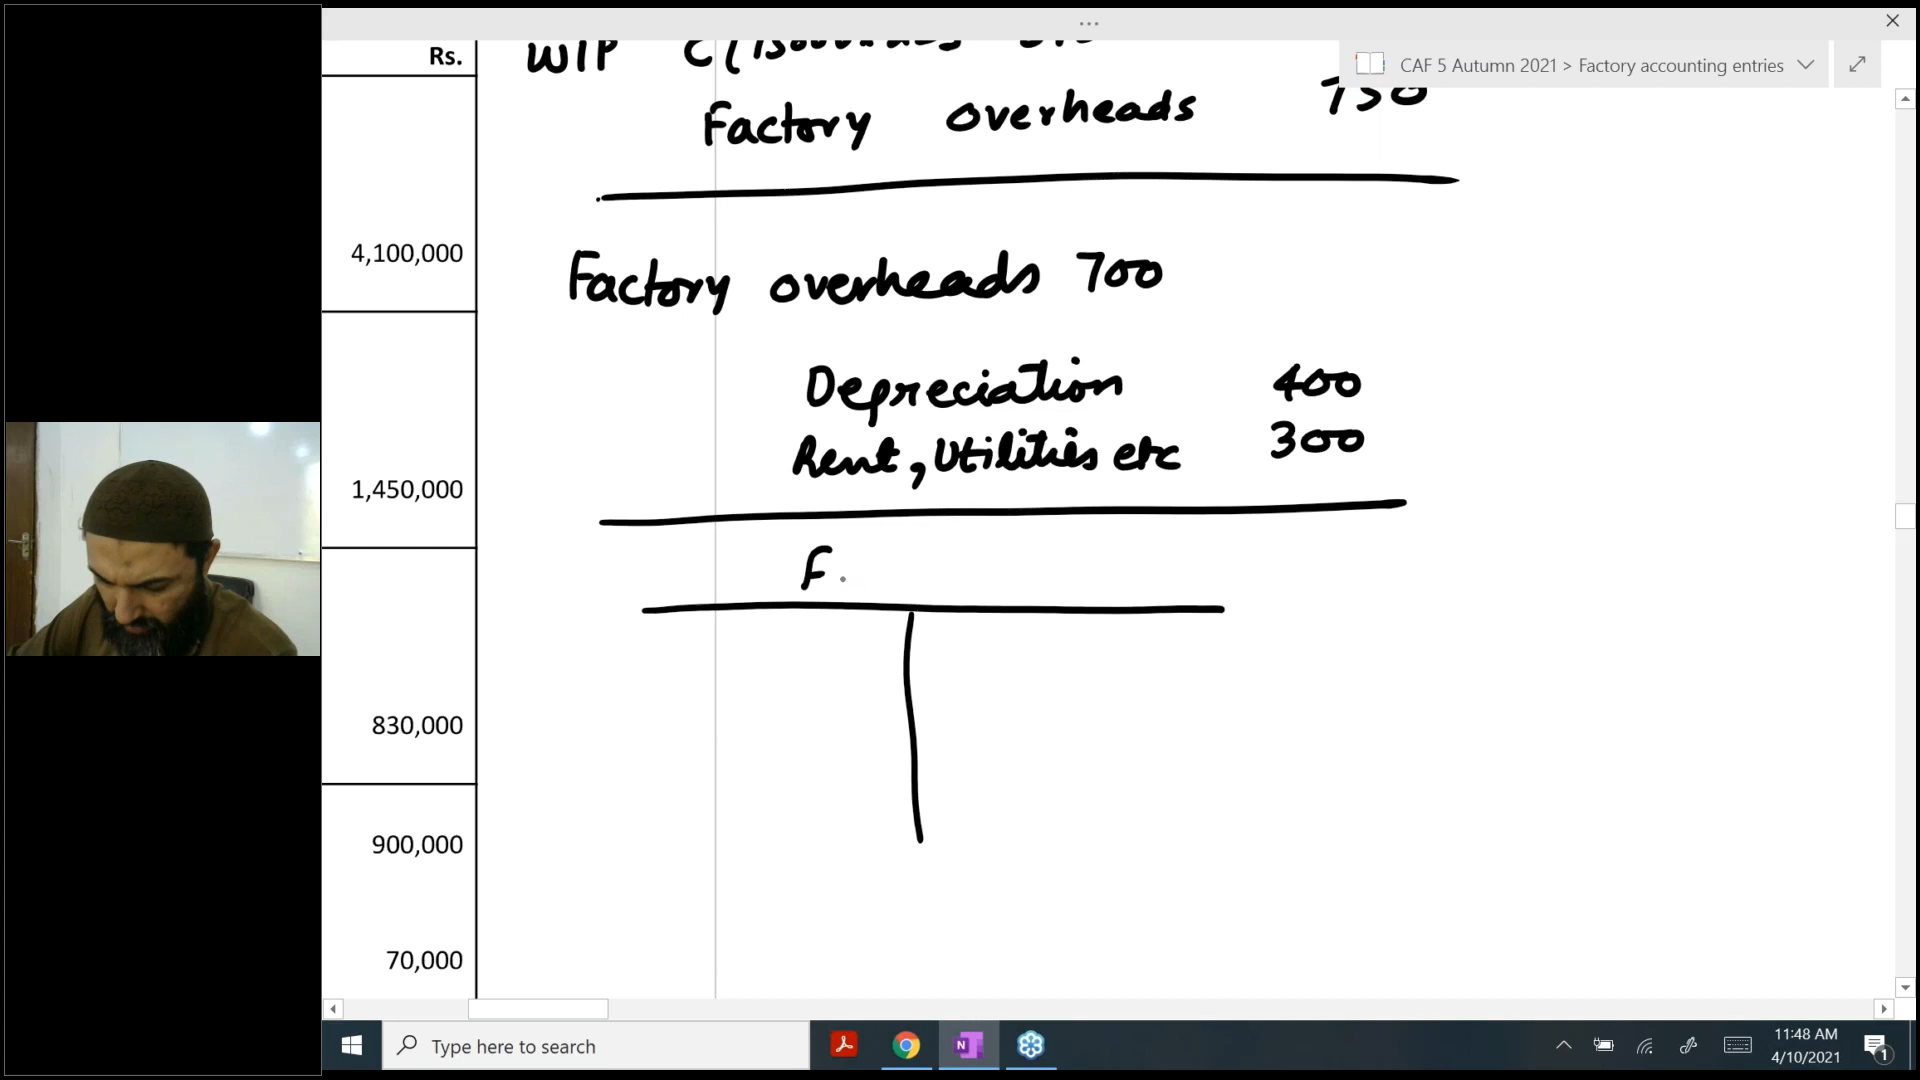 Rs.
WIP
CAF 5 Autumn 2021 > Factory accounting entries
Factory overheads 750
4,100,000
Factory overheads 700
Depreciation 400
Rent, Utilities etc 300
1,450,000
F
830,000
900,000
70,000
Type here to search
11:48 AM
4/10/2021
1